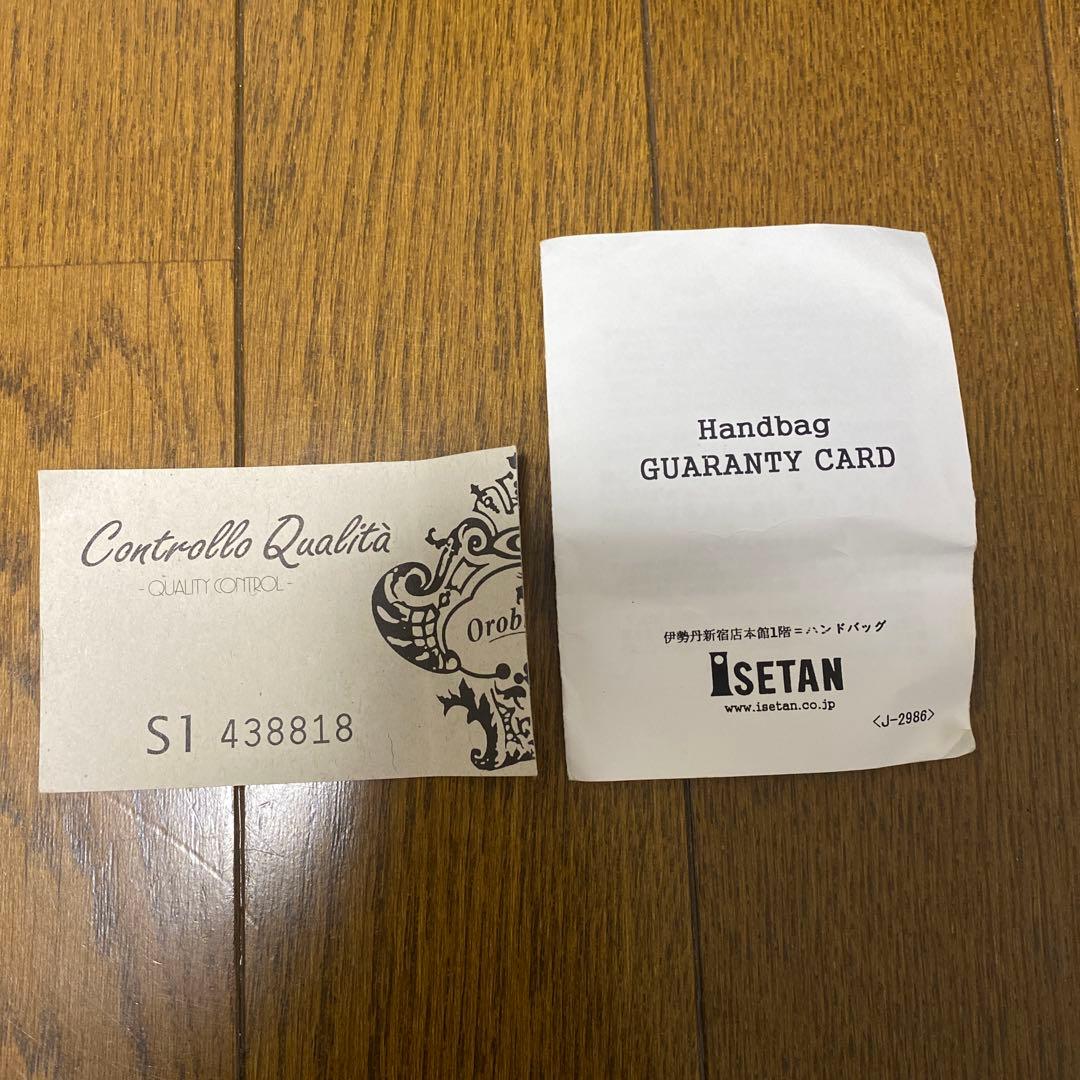 Controllo Qualità
- QUALITY CONTROL -
Orob
S1 438818
Handbag
GUARANTY CARD
伊勢丹新宿店本館1階=ハンドバッグ
ISETAN
www.isetan.co.jp
<J-2986>